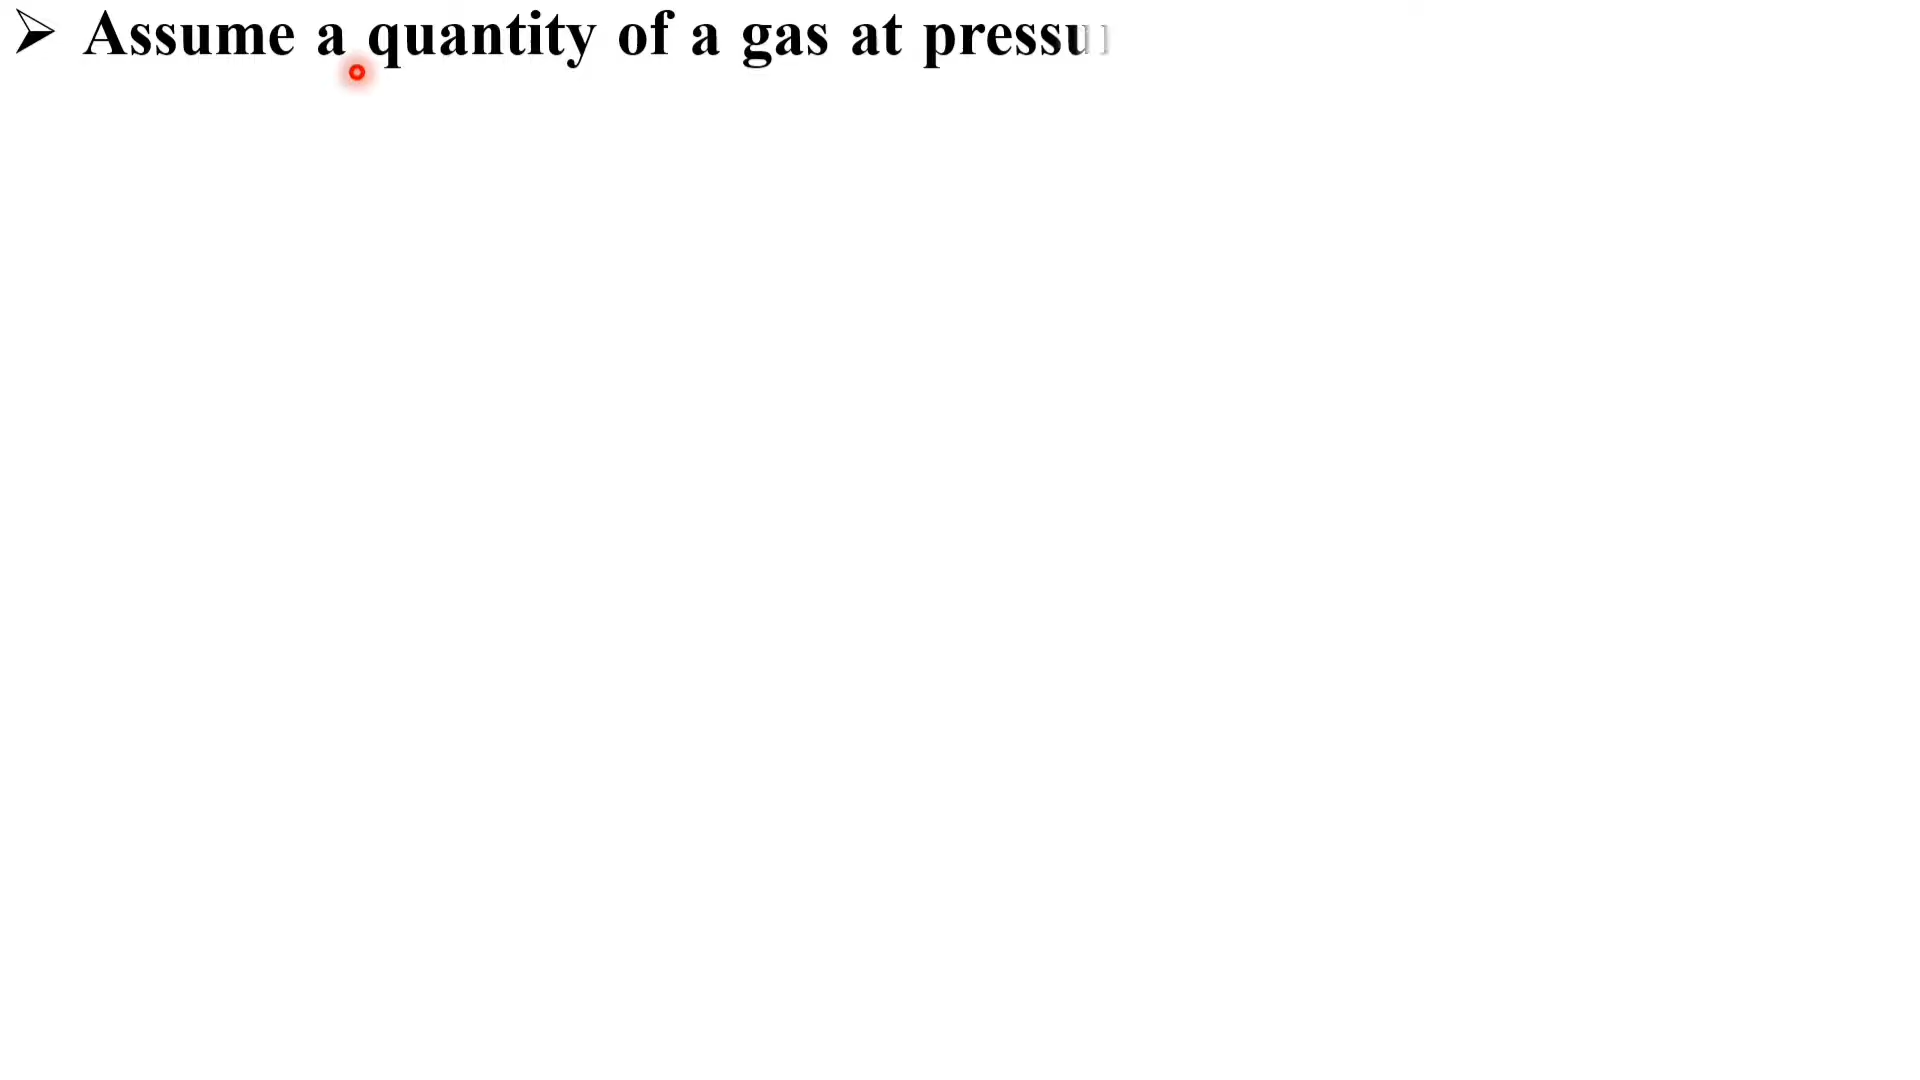 ➢ Assume a quantity of a gas at pressu